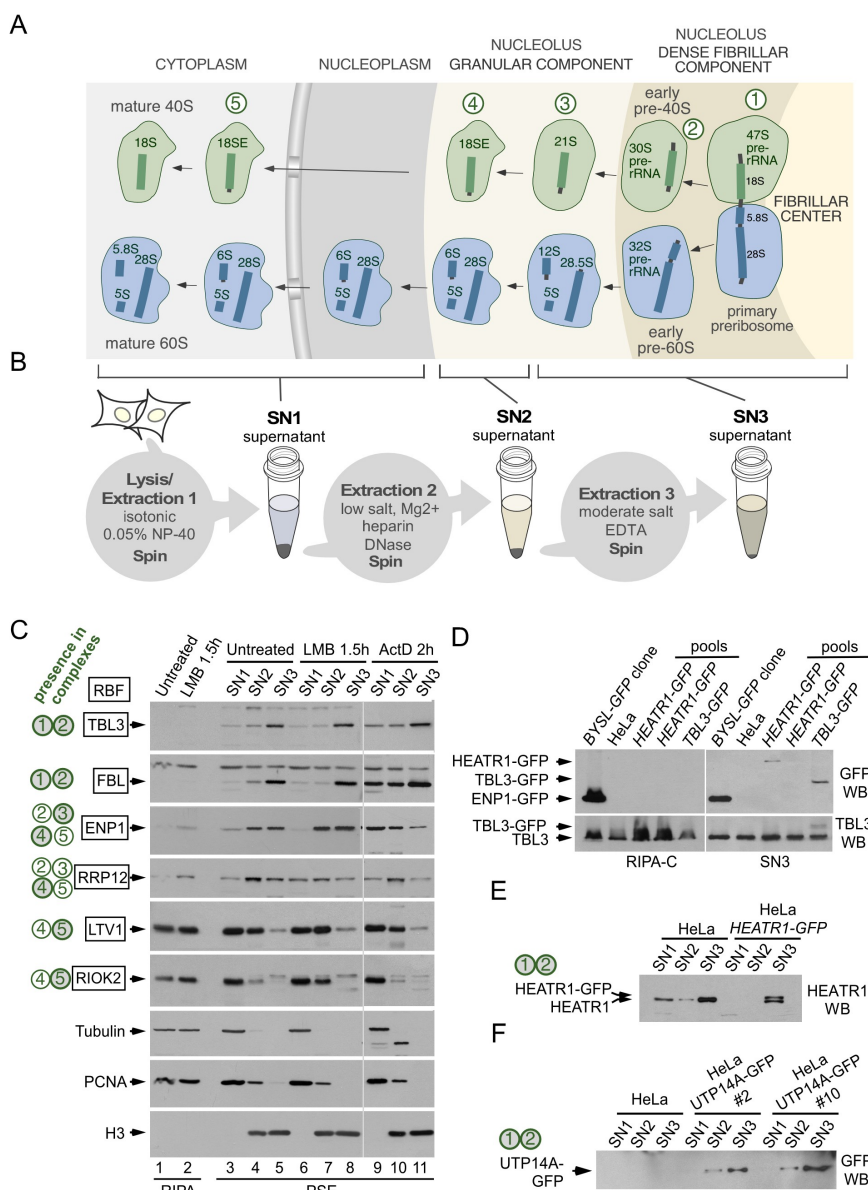 A
CYTOPLASM
NUCLEOPLASM
NUCLEOLUS
GRANULAR COMPONENT
NUCLEOLUS
DENSE FIBRILLAR
COMPONENT
mature 40S
5
4
3
early
pre-40S
2
1
18S
18SE
18SE
21S
30S
pre-
rRNA
47S
pre-
rRNA
18S
5.8S
28S
FIBRILLAR
CENTER
5.8S
28S
5S
6S
28S
5S
6S
28S
5S
6S
28S
5S
12S
28.5S
5S
32S
pre-
rRNA
mature 60S
early
pre-60S
primary
preribosome
B
SN1
supernatant
SN2
supernatant
SN3
supernatant
Lysis/
Extraction 1
isotonic
0.05% NP-40
Spin
Extraction 2
low salt, Mg2+
heparin
DNase
Spin
Extraction 3
moderate salt
EDTA
Spin
C
presence in
complexes
RBF
Untreated
LMB 1.5h
Untreated
LMB 1.5h
ActD 2h
SN1 SN2 SN3 SN1 SN2 SN3 SN1 SN2 SN3
1 2 TBL3
1 2 FBL
2 3
4 5
ENP1
2 3
4 5
RRP12
4 5 LTV1
4 5 RIOK2
Tubulin
PCNA
H3
1 2 3 4 5 6 7 8 9 10 11
D
pools
pools
BYSL-GFP clone
HeLa
HEATR1-GFP
HEATR1-GFP
TBL3-GFP
BYSL-GFP clone
HeLa
HEATR1-GFP
HEATR1-GFP
TBL3-GFP
HEATR1-GFP
TBL3-GFP
ENP1-GFP
GFP
WB
TBL3-GFP
TBL3
TBL3
WB
RIPA-C
SN3
E
HeLa
HeLa
HEATR1-GFP
SN1 SN2 SN3 SN1 SN2 SN3
1 2
HEATR1-GFP
HEATR1
HEATR1
WB
F
HeLa
HeLa
UTP14A-GFP
#2
HeLa
UTP14A-GFP
#10
SN1 SN2 SN3 SN1 SN2 SN3 SN1 SN2 SN3
1 2
UTP14A-
GFP
GFP
WB